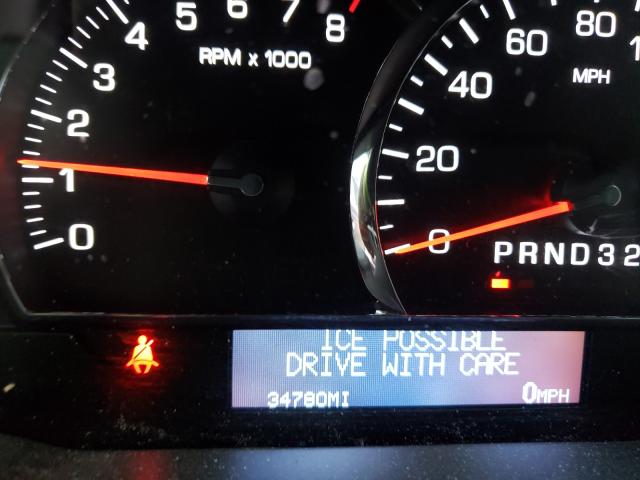 5 6 7 8
4
3
2
1
0
RPM x 1000
80
60
40
20
0
MPH
PRND32
ICE POSSIBLE
DRIVE WITH CARE
34780MI 0MPH